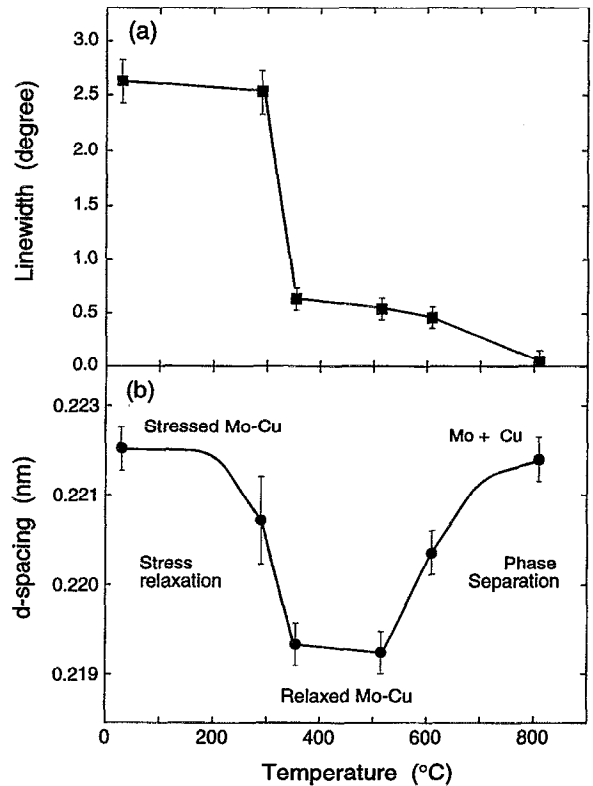 (a)
3.0
2.5
2.0
1.5
1.0
0.5
0.0
Linewidth (degree)
(b)
0.223
0.221
0.220
0.219
d-spacing (nm)
Stressed Mo-Cu
Mo + Cu
Stress
relaxation
Phase
Separation
Relaxed Mo-Cu
0
200
400
600
800
Temperature (°C)